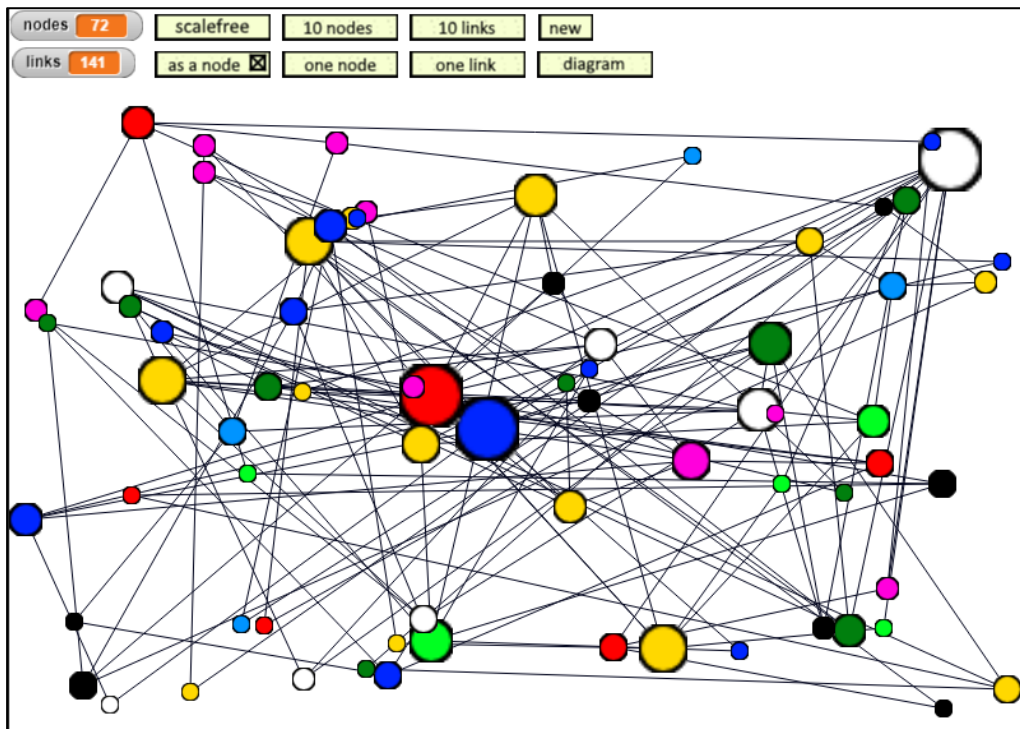 nodes 72 scalefree 10 nodes 10 links new
links 141 as a node one node one link diagram